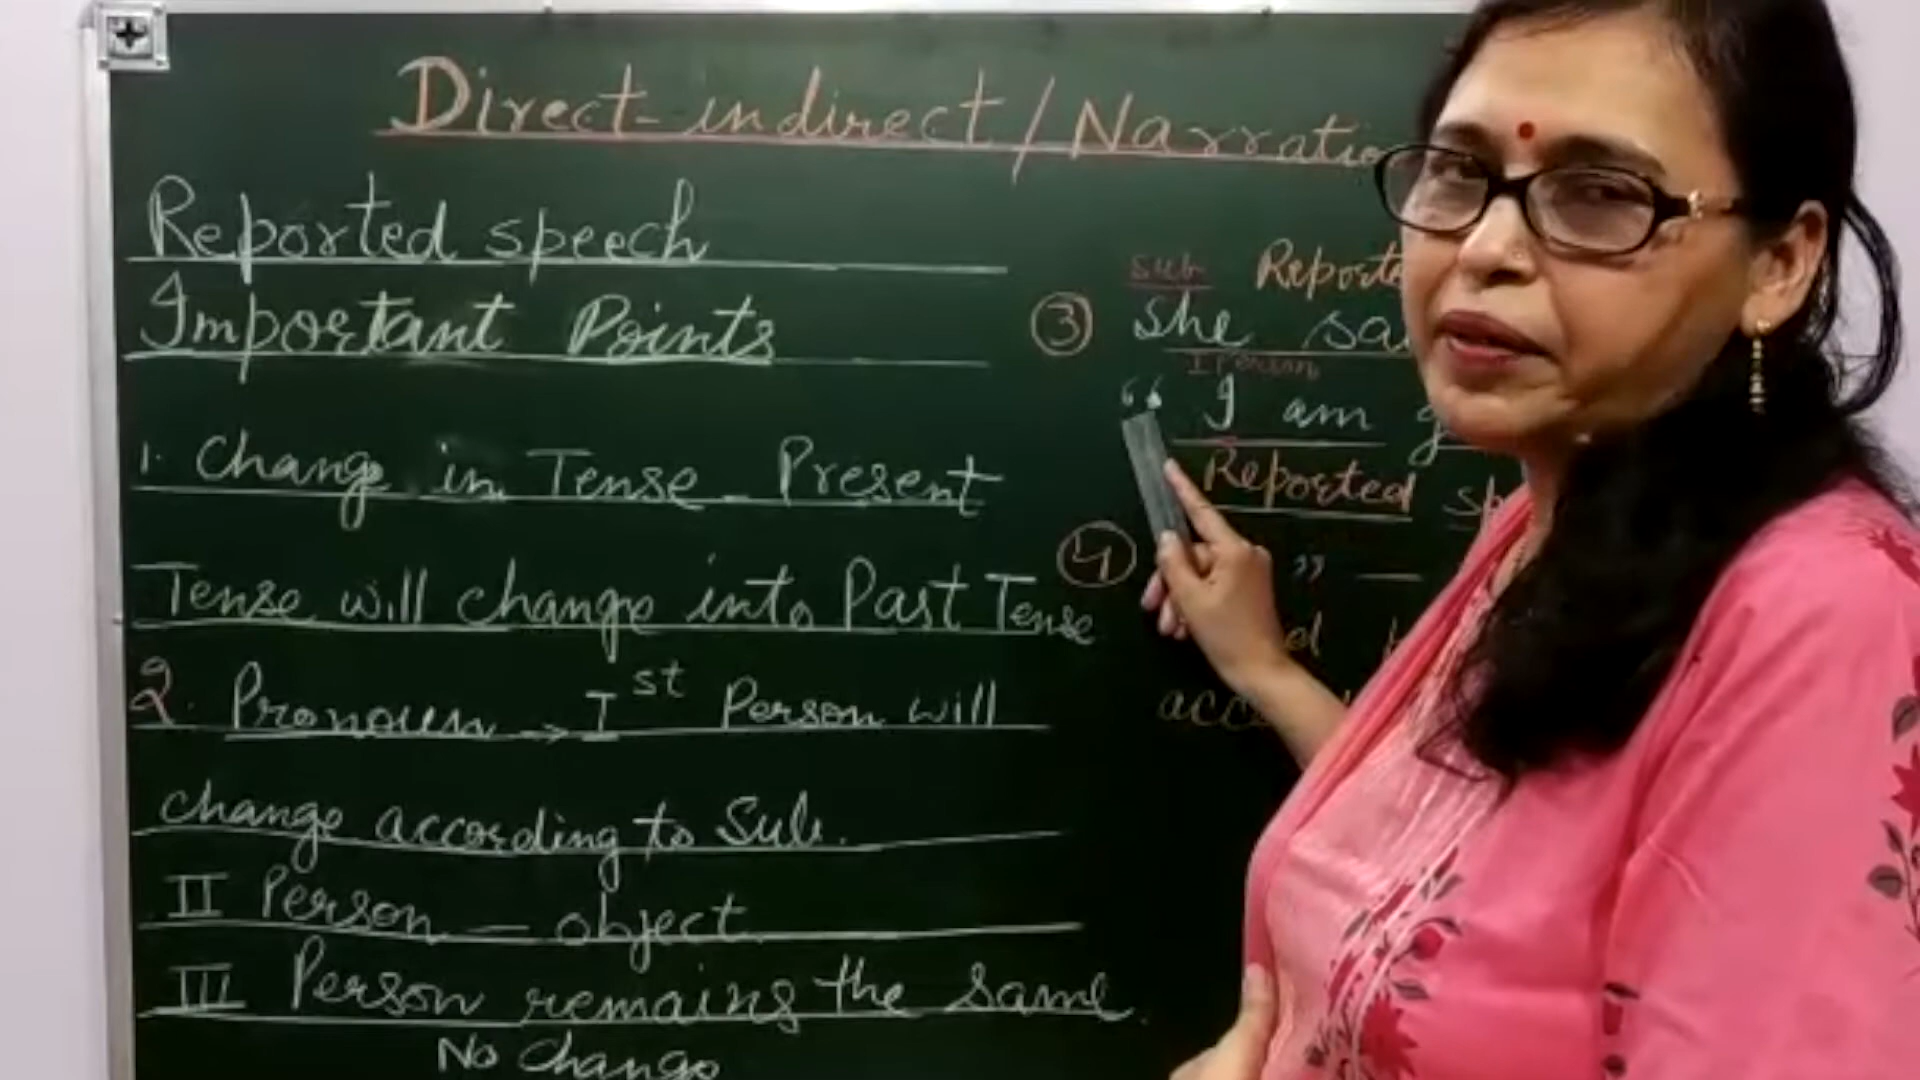 Direct-indirect / Narratio
Reported speech
Important Points
1. Change in Tense - Present
Tense will change into Past Tense
2. Pronoun -> Ist Person will
change according to Sub.
II Person - object
III Person remains the same.
No Change
Sub Reporte
3 She sa
I Person
“ I am g
Reported sp
4 ” —